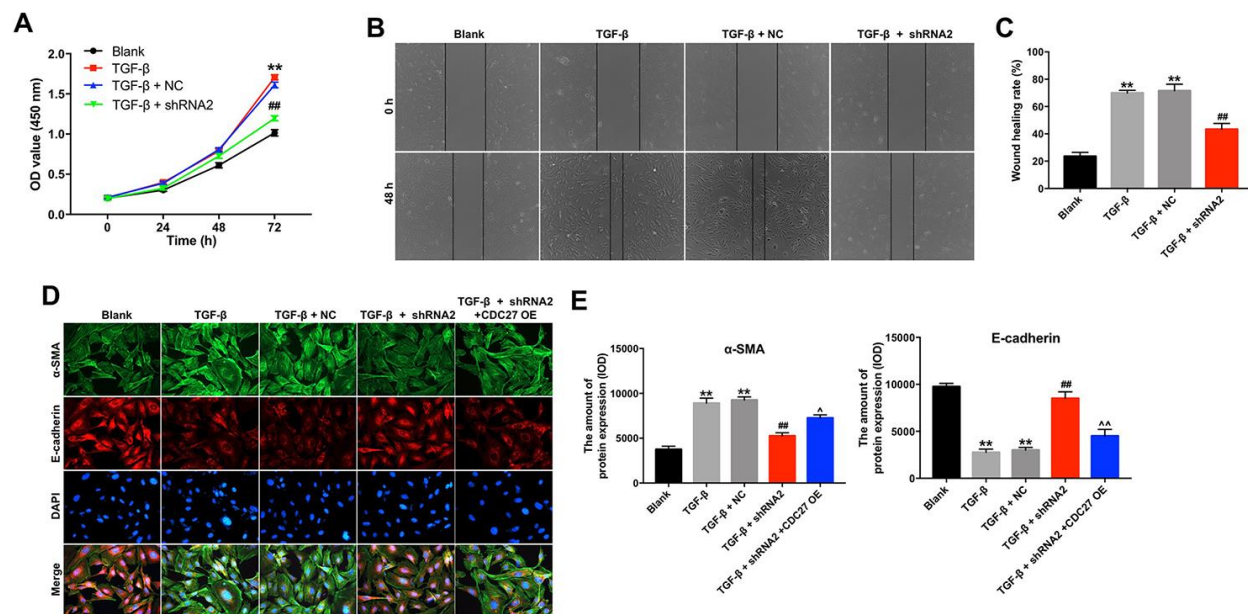 A
Blank
TGF-β
TGF-β + NC
TGF-β + shRNA2
OD value (450 nm)
2.0
1.5
1.0
0.5
0.0
**
##
0 24 48 72
Time (h)
B
Blank TGF-β TGF-β + NC TGF-β + shRNA2
0 h
48 h
C
Wound healing rate (%)
100
80
60
40
20
0
** ** ##
Blank TGF-β TGF-β + NC TGF-β + shRNA2
D
Blank TGF-β TGF-β + NC TGF-β + shRNA2 TGF-β + shRNA2
+CDC27 OE
α-SMA
E-cadherin
DAPI
Merge
E
α-SMA
The amount of
protein expression (IOD)
15000
10000
5000
0
** ** ## ^
Blank TGF-β TGF-β + NC TGF-β + shRNA2 TGF-β + shRNA2 +CDC27 OE
E-cadherin
The amount of
protein expression (IOD)
15000
10000
5000
0
** ** ## ^^
Blank TGF-β TGF-β + NC TGF-β + shRNA2 TGF-β + shRNA2 +CDC27 OE